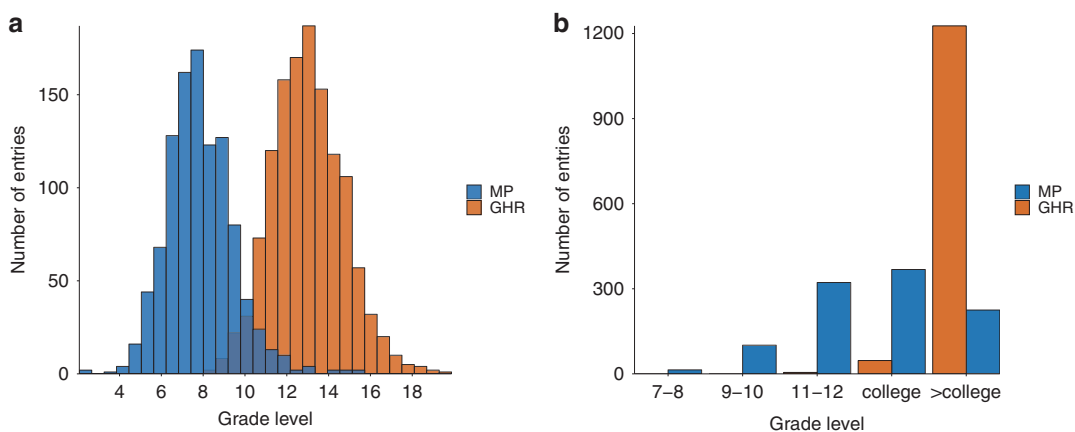 a
Number of entries
150
100
50
0
4 6 8 10 12 14 16 18
Grade level
MP
GHR
b
Number of entries
1200
900
600
300
0
7–8 9–10 11–12 college >college
Grade level
MP
GHR